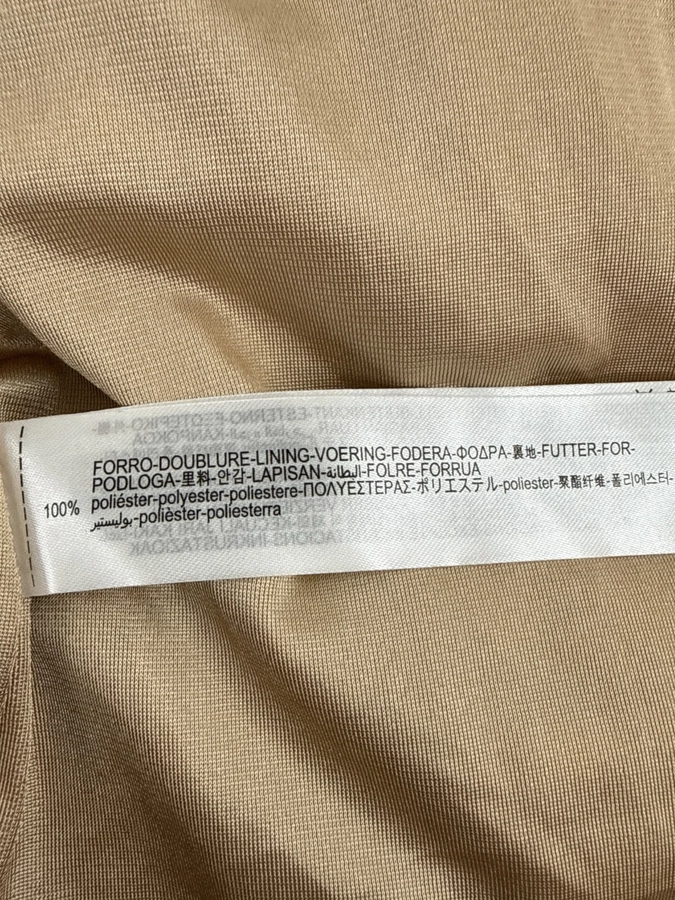 FORRO-DOUBLURE-LINING-VOERING-FODERA-ΦΟΔΡΑ-裏地-FUTTER-FOR-
PODLOGA-里料-안감-LAPISAN-البطانة-FOLRE-FORRUA
100% poliéster-polyester-poliestere-ΠΟΛΥΕΣΤΕΡΑΣ-ポリエステル-poliester-聚酯纤维-폴리에스터-
بوليستير-polièster-poliesterra